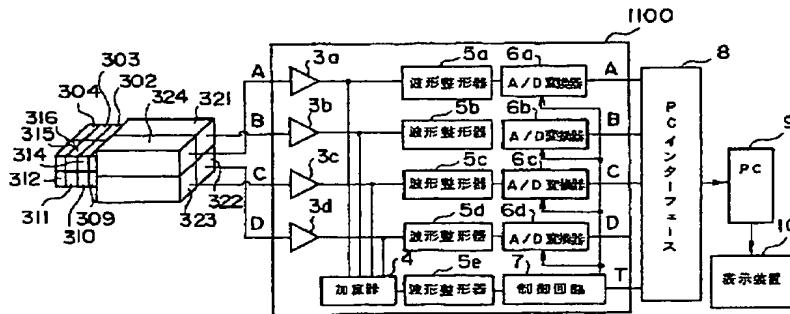 1100
303
304
302
316
315
314
312
311
310
309
324
321
322
323
A
B
C
D
3a
3b
3c
3d
4
加算器
5a
波形整形器
5b
波形整形器
5c
波形整形器
5d
波形整形器
5e
波形整形器
6a
A/D変換器
6b
A/D変換器
6c
A/D変換器
6d
A/D変換器
7
制御回路
A
B
C
D
T
8
PCインターフェース
9
PC
10
表示装置